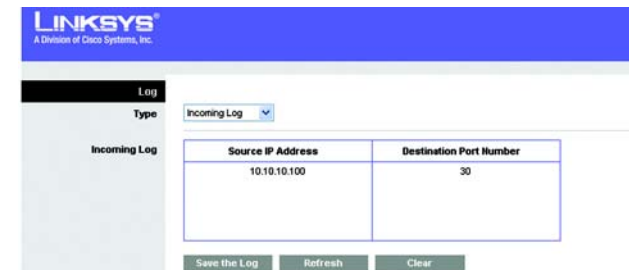 LINKSYS®
A Division of Cisco Systems, Inc.
Log
Type Incoming Log
Incoming Log Source IP Address Destination Port Number
10.10.10.100 30
Save the Log Refresh Clear